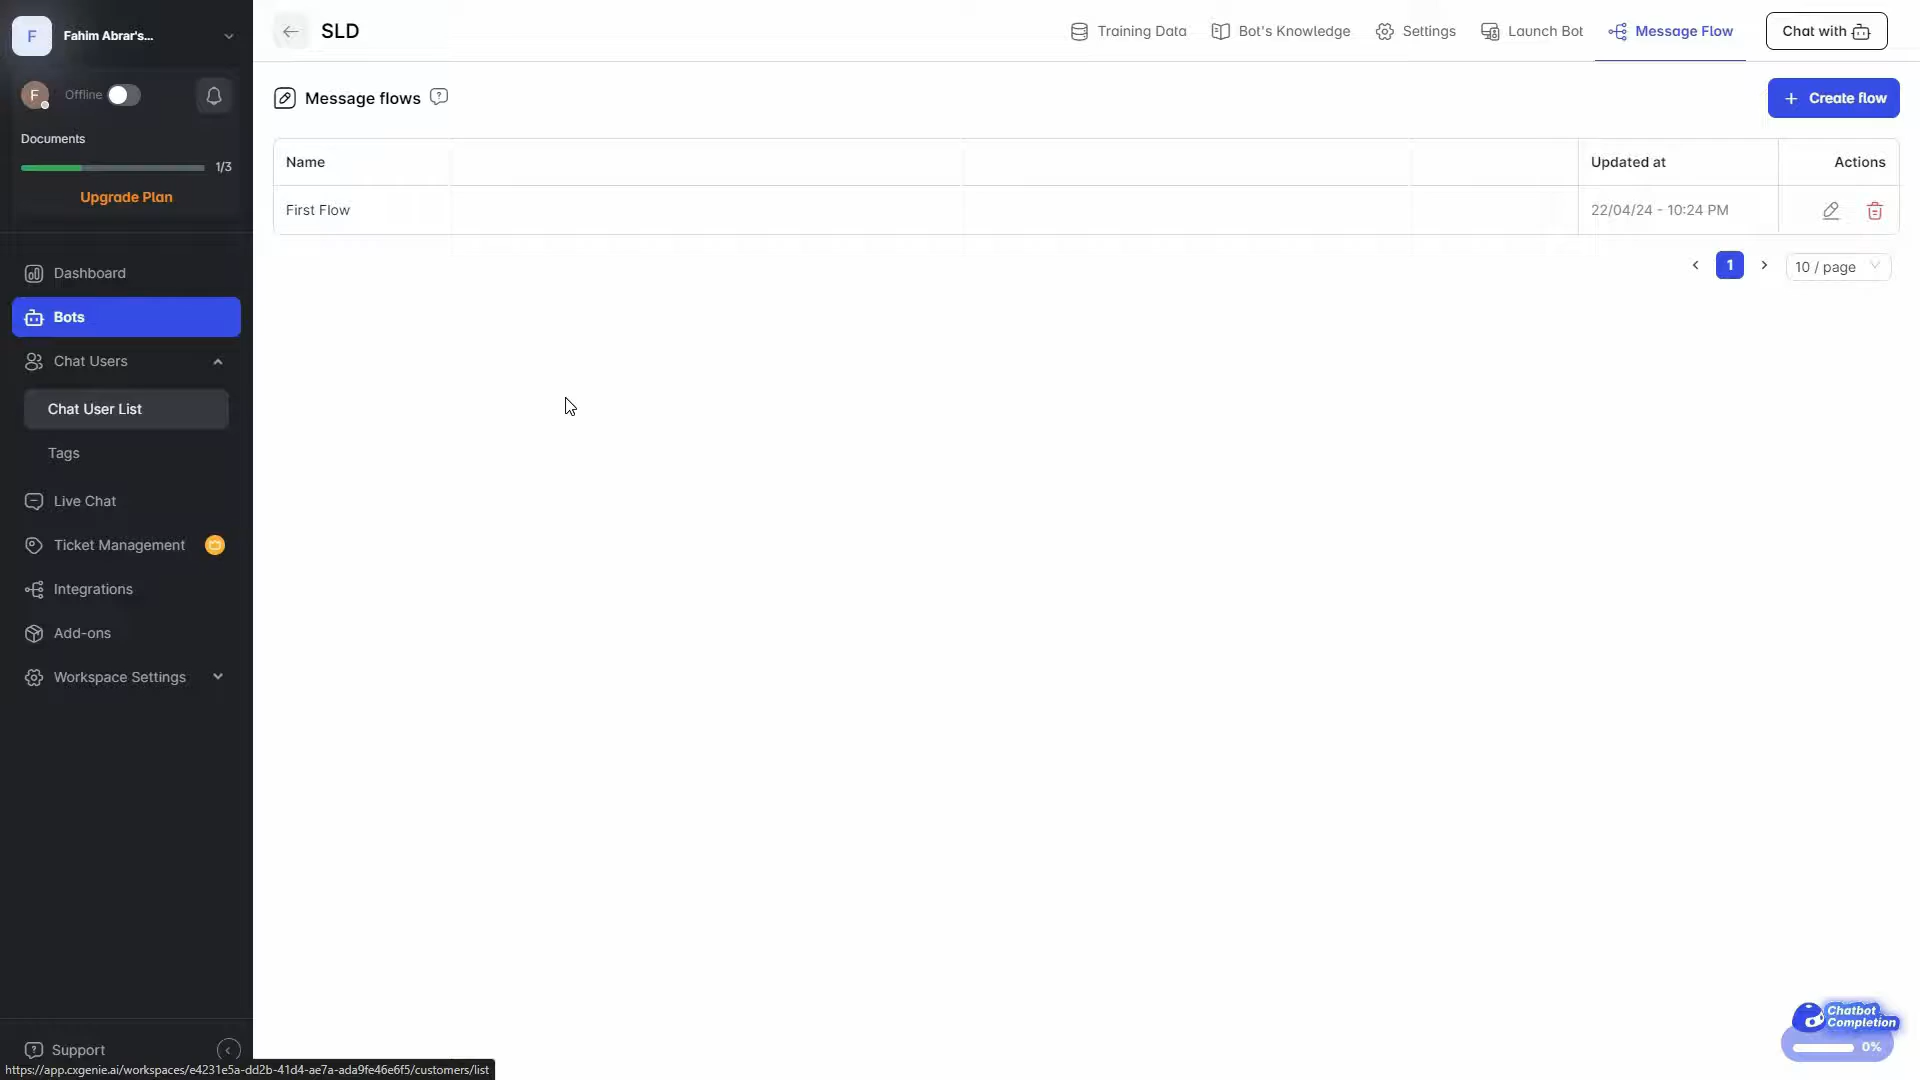 F
Fahim Abrar's...
F
Offline
Documents
1/3
Upgrade Plan
Dashboard
Bots
Chat Users
Chat User List
Tags
Live Chat
Ticket Management
Integrations
Add-ons
Workspace Settings
Support
https://app.cxgenie.ai/workspaces/e4231e5a-dd2b-41d4-ae7a-ada9fe46e6f5/customers/list
SLD
Training Data
Bot's Knowledge
Settings
Launch Bot
Message Flow
Chat with
Message flows
Create flow
Name
Updated at
Actions
First Flow
22/04/24 - 10:24 PM
1
10 / page
Chatbot
Completion
0%